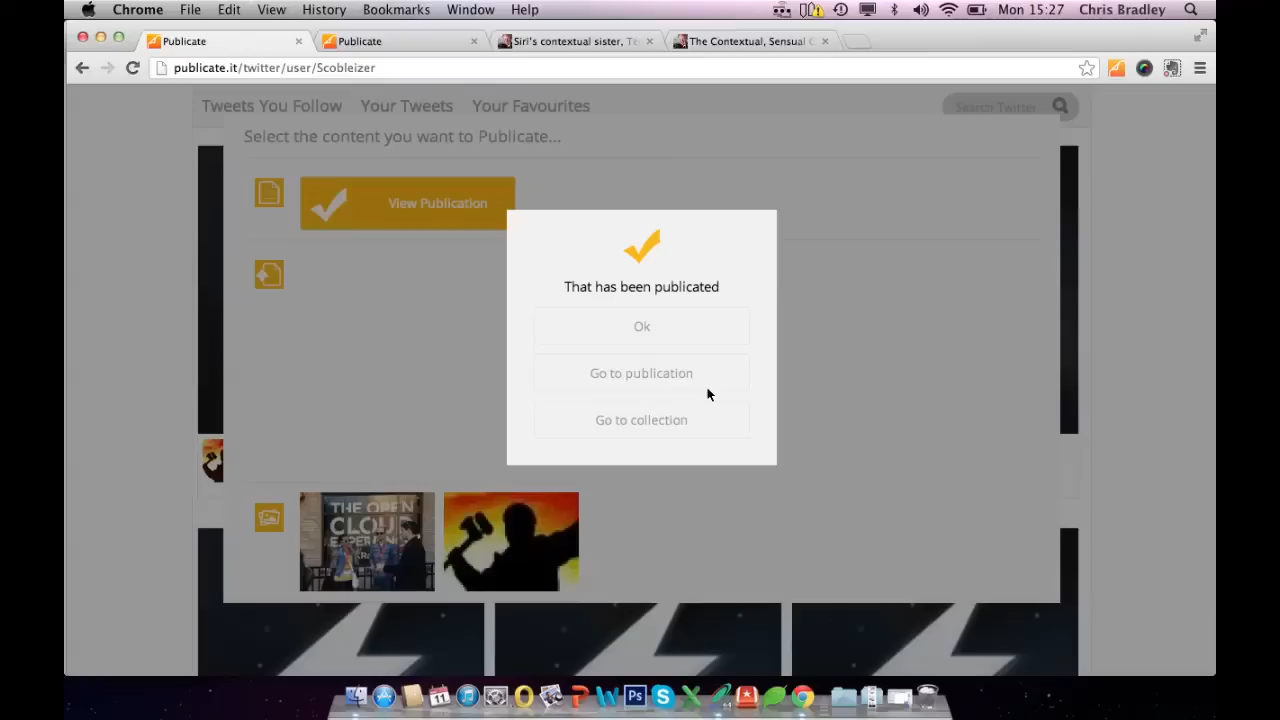 Chrome File Edit View History Bookmarks Window Help Mon 15:27 Chris Bradley
Publicate Publicate Siri's contextual sister, Te The Contextual, Sensual
publicate.it/twitter/user/Scobleizer
Tweets You Follow Your Tweets Your Favourites Search Twitter
Select the content you want to Publicate...
View Publication
That has been publicated
Ok
Go to publication
Go to collection
THE OPEN
CLOUD
EXPERIENCE